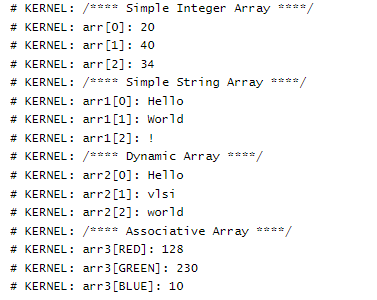 # KERNEL: /**** Simple Integer Array ****/
# KERNEL: arr[0]: 20
# KERNEL: arr[1]: 40
# KERNEL: arr[2]: 34
# KERNEL: /**** Simple String Array ****/
# KERNEL: arr1[0]: Hello
# KERNEL: arr1[1]: World
# KERNEL: arr1[2]: !
# KERNEL: /**** Dynamic Array ****/
# KERNEL: arr2[0]: Hello
# KERNEL: arr2[1]: vlsi
# KERNEL: arr2[2]: world
# KERNEL: /**** Associative Array ****/
# KERNEL: arr3[RED]: 128
# KERNEL: arr3[GREEN]: 230
# KERNEL: arr3[BLUE]: 10